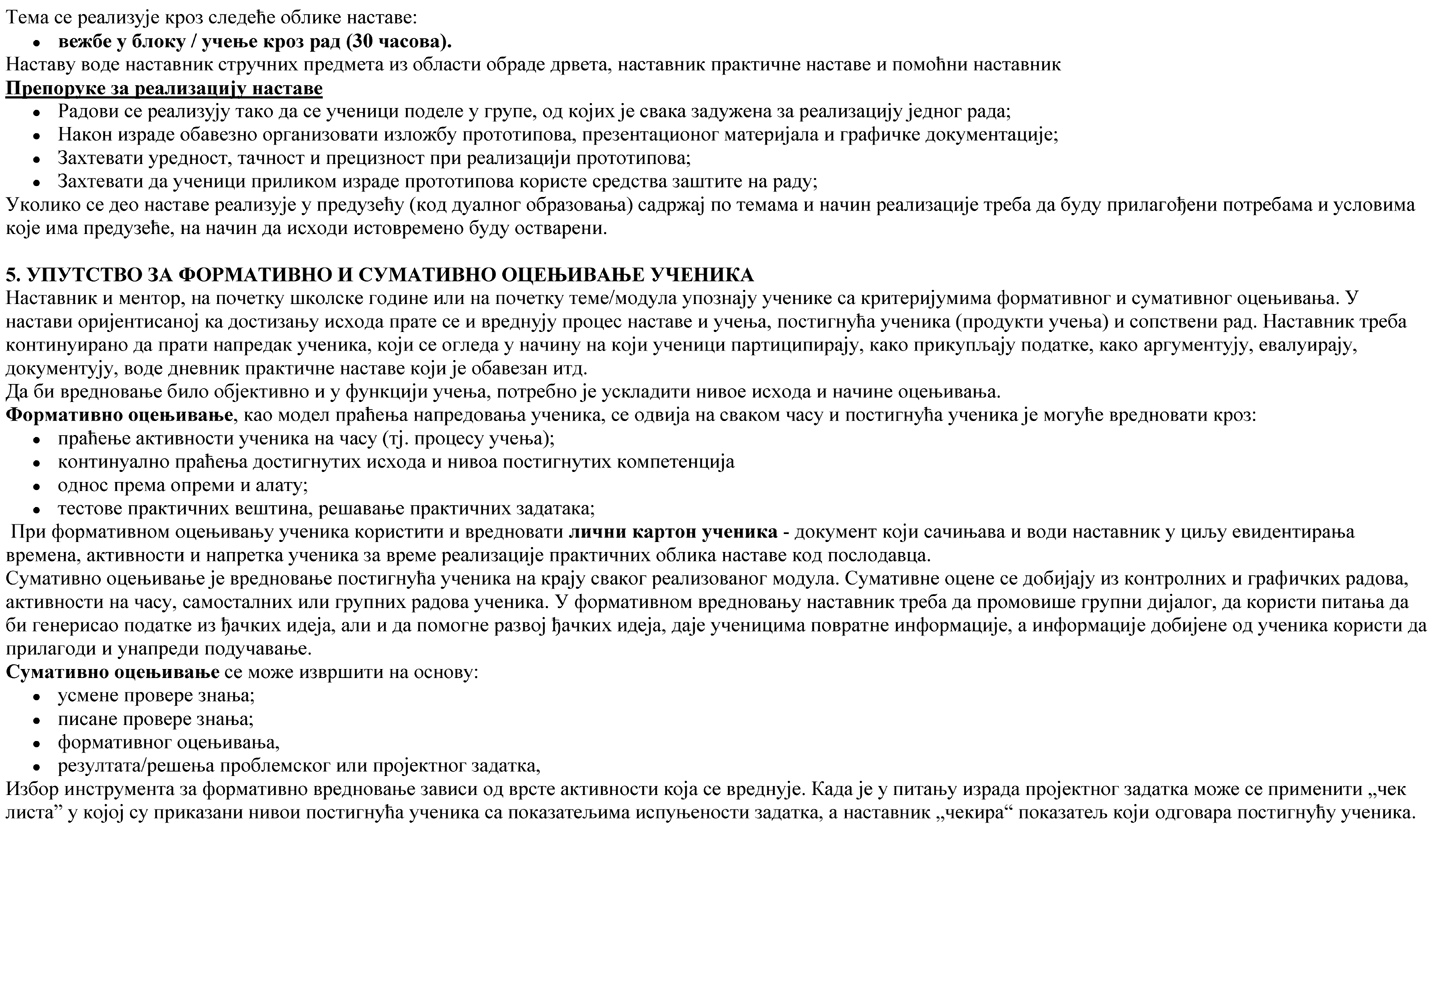 Тема се реализује кроз следеће облике наставе:
• вежбе у блоку / учење кроз рад (30 часова).
Наставу воде наставник стручних предмета из области обраде дрвета, наставник практичне наставе и помоћни наставник
Препоруке за реализацију наставе
• Радови се реализују тако да се ученици поделе у групе, од којих је свака задужена за реализацију једног рада;
• Након израде обавезно организовати изложбу прототипова, презентационог материјала и графичке документације;
• Захтевати уредност, тачност и прецизност при реализацији прототипова;
• Захтевати да ученици приликом израде прототипова користе средства заштите на раду;
Уколико се део наставе реализује у предузећу (код дуалног образовања) садржај по темама и начин реализације треба да буду прилагођени потребама и условима
које има предузеће, на начин да исходи истовремено буду остварени.
5. УПУТСТВО ЗА ФОРМАТИВНО И СУМАТИВНО ОЦЕЊИВАЊЕ УЧЕНИКА
Наставник и ментор, на почетку школске године или на почетку теме/модула упознају ученике са критеријумима формативног и сумативног оцењивања. У
настави оријентисаној ка достизању исхода прате се и вреднују процес наставе и учења, постигнућа ученика (продукти учења) и сопствени рад. Наставник треба
континуирано да прати напредак ученика, који се огледа у начину на који ученици партиципирају, како прикупљају податке, како аргументују, евалуирају,
документују, воде дневник практичне наставе који је обавезан итд.
Да би вредновање било објективно и у функцији учења, потребно је ускладити нивое исхода и начине оцењивања.
Формативно оцењивање, као модел праћења напредовања ученика, се одвија на сваком часу и постигнућа ученика је могуће вредновати кроз:
• праћење активности ученика на часу (тј. процесу учења);
• континуално праћења достигнутих исхода и нивоа постигнутих компетенција
• однос према опреми и алату;
• тестове практичних вештина, решавање практичних задатака;
При формативном оцењивању ученика користити и вредновати лични картон ученика - документ који сачињава и води наставник у циљу евидентирања
времена, активности и напретка ученика за време реализације практичних облика наставе код послодавца.
Сумативно оцењивање је вредновање постигнућа ученика на крају сваког реализованог модула. Сумативне оцене се добијају из контролних и графичких радова,
активности на часу, самосталних или групних радова ученика. У формативном вредновању наставник треба да промовише групни дијалог, да користи питања да
би генерисао податке из ђачких идеја, али и да помогне развој ђачких идеја, даје ученицима повратне информације, а информације добијене од ученика користи да
прилагоди и унапреди подучавање.
Сумативно оцењивање се може извршити на основу:
• усмене провере знања;
• писане провере знања;
• формативног оцењивања,
• резултата/решења проблемског или пројектног задатка,
Избор инструмента за формативно вредновање зависи од врсте активности која се вреднује. Када је у питању израда пројектног задатка може се применити „чек
листа” у којој су приказани нивои постигнућа ученика са показатељима испуњености задатка, а наставник „чекира“ показатељ који одговара постигнућу ученика.